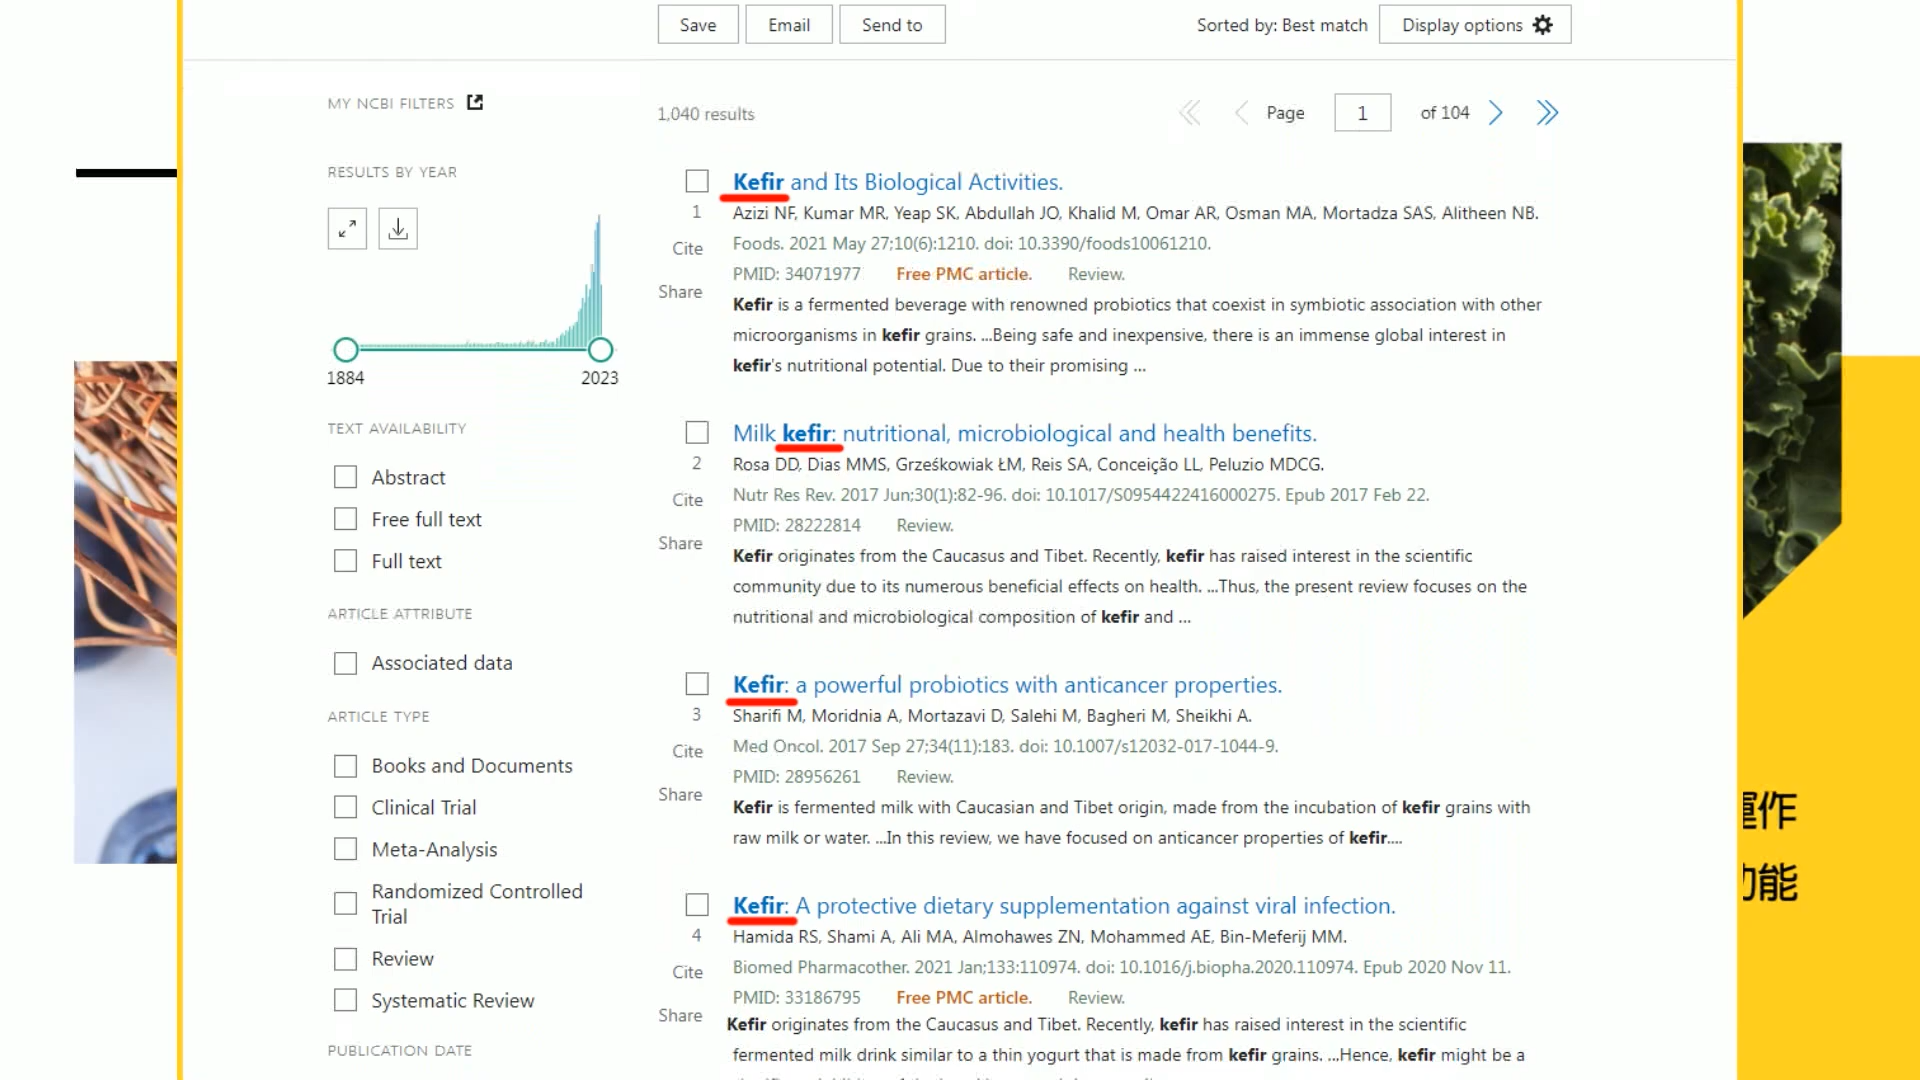 Save
Email
Send to
Sorted by: Best match
Display options
MY NCBI FILTERS
1,040 results
Page
1
of 104
RESULTS BY YEAR
1884
2023
TEXT AVAILABILITY
Abstract
Free full text
Full text
ARTICLE ATTRIBUTE
Associated data
ARTICLE TYPE
Books and Documents
Clinical Trial
Meta-Analysis
Randomized Controlled
Trial
Review
Systematic Review
PUBLICATION DATE
Kefir and Its Biological Activities.
1
Azizi NF, Kumar MR, Yeap SK, Abdullah JO, Khalid M, Omar AR, Osman MA, Mortadza SAS, Alitheen NB.
Cite
Foods. 2021 May 27;10(6):1210. doi: 10.3390/foods10061210.
PMID: 34071977 Free PMC article. Review.
Share
Kefir is a fermented beverage with renowned probiotics that coexist in symbiotic association with other
microorganisms in kefir grains. ...Being safe and inexpensive, there is an immense global interest in
kefir's nutritional potential. Due to their promising ...
Milk kefir: nutritional, microbiological and health benefits.
2
Rosa DD, Dias MMS, Grześkowiak ŁM, Reis SA, Conceição LL, Peluzio MDCG.
Cite
Nutr Res Rev. 2017 Jun;30(1):82-96. doi: 10.1017/S0954422416000275. Epub 2017 Feb 22.
PMID: 28222814 Review.
Share
Kefir originates from the Caucasus and Tibet. Recently, kefir has raised interest in the scientific
community due to its numerous beneficial effects on health. ...Thus, the present review focuses on the
nutritional and microbiological composition of kefir and ...
Kefir: a powerful probiotics with anticancer properties.
3
Sharifi M, Moridnia A, Mortazavi D, Salehi M, Bagheri M, Sheikhi A.
Cite
Med Oncol. 2017 Sep 27;34(11):183. doi: 10.1007/s12032-017-1044-9.
PMID: 28956261 Review.
Share
Kefir is fermented milk with Caucasian and Tibet origin, made from the incubation of kefir grains with
raw milk or water. ...In this review, we have focused on anticancer properties of kefir....
Kefir: A protective dietary supplementation against viral infection.
4
Hamida RS, Shami A, Ali MA, Almohawes ZN, Mohammed AE, Bin-Meferij MM.
Cite
Biomed Pharmacother. 2021 Jan;133:110974. doi: 10.1016/j.biopha.2020.110974. Epub 2020 Nov 11.
PMID: 33186795 Free PMC article. Review.
Share
Kefir originates from the Caucasus and Tibet. Recently, kefir has raised interest in the scientific
fermented milk drink similar to a thin yogurt that is made from kefir grains. ...Hence, kefir might be a
運作
功能